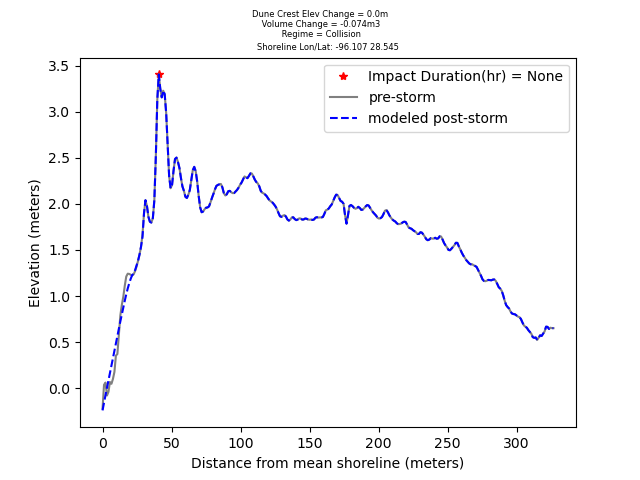 Dune Crest Elev Change = 0.0m
Volume Change = -0.074m3
Regime = Collision
Shoreline Lon/Lat: -96.107 28.545
Impact Duration(hr) = None
pre-storm
modeled post-storm
3.5
3.0
2.5
2.0
1.5
1.0
0.5
0.0
Elevation (meters)
0 50 100 150 200 250 300
Distance from mean shoreline (meters)